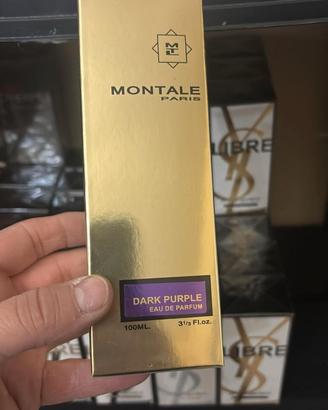 MONTALE
PARIS
DARK PURPLE
EAU DE PARFUM
100ML. 3 1/3 Fl.oz.
LIBRE
LIBRE